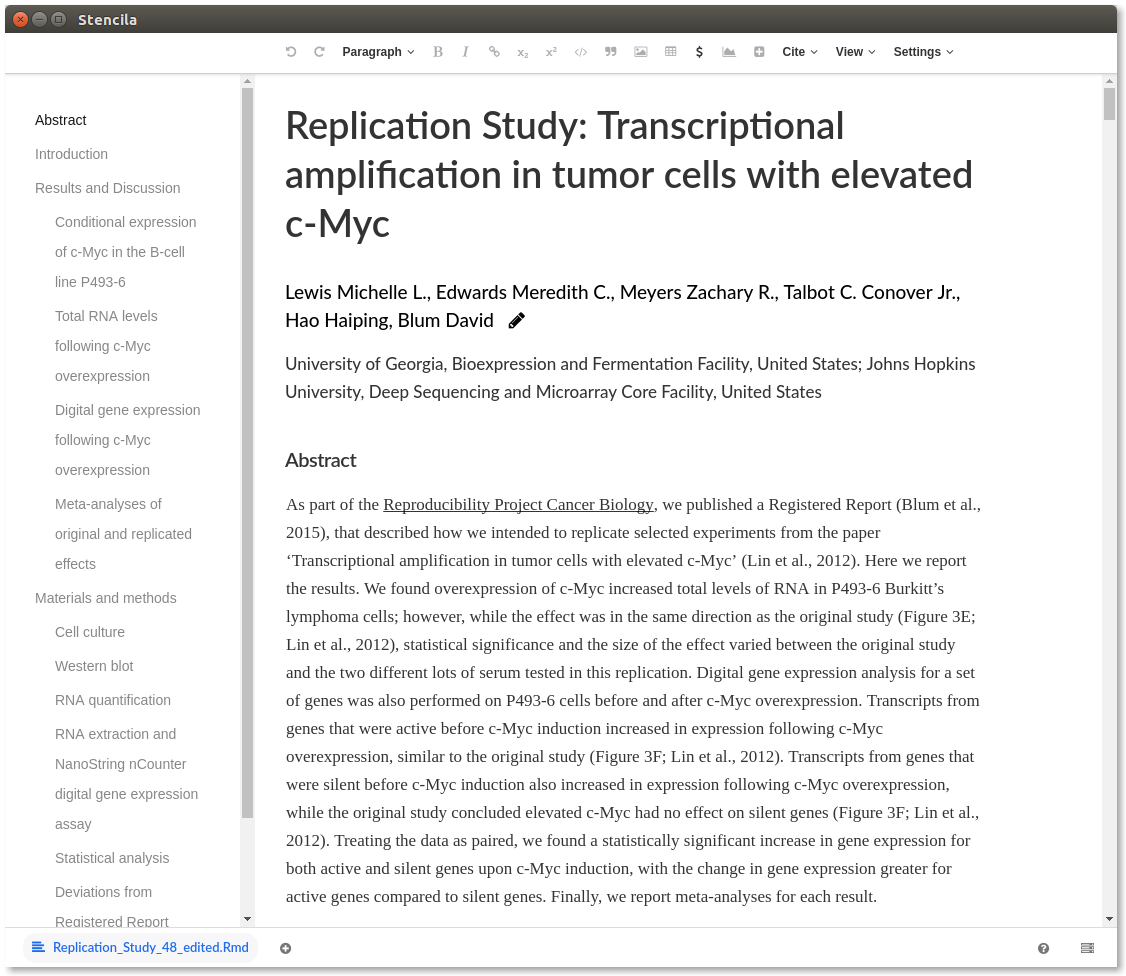 Stencila
Paragraph B I x₂ x² </> $ Cite View Settings
Abstract
Introduction
Results and Discussion
Conditional expression
of c-Myc in the B-cell
line P493-6
Total RNA levels
following c-Myc
overexpression
Digital gene expression
following c-Myc
overexpression
Meta-analyses of
original and replicated
effects
Materials and methods
Cell culture
Western blot
RNA quantification
RNA extraction and
NanoString nCounter
digital gene expression
assay
Statistical analysis
Deviations from
Registered Report
Replication Study: Transcriptional
amplification in tumor cells with elevated
c-Myc
Lewis Michelle L., Edwards Meredith C., Meyers Zachary R., Talbot C. Conover Jr.,
Hao Haiping, Blum David
University of Georgia, Bioexpression and Fermentation Facility, United States; Johns Hopkins
University, Deep Sequencing and Microarray Core Facility, United States
Abstract
As part of the Reproducibility Project Cancer Biology, we published a Registered Report (Blum et al.,
2015), that described how we intended to replicate selected experiments from the paper
‘Transcriptional amplification in tumor cells with elevated c-Myc’ (Lin et al., 2012). Here we report
the results. We found overexpression of c-Myc increased total levels of RNA in P493-6 Burkitt’s
lymphoma cells; however, while the effect was in the same direction as the original study (Figure 3E;
Lin et al., 2012), statistical significance and the size of the effect varied between the original study
and the two different lots of serum tested in this replication. Digital gene expression analysis for a set
of genes was also performed on P493-6 cells before and after c-Myc overexpression. Transcripts from
genes that were active before c-Myc induction increased in expression following c-Myc
overexpression, similar to the original study (Figure 3F; Lin et al., 2012). Transcripts from genes that
were silent before c-Myc induction also increased in expression following c-Myc overexpression,
while the original study concluded elevated c-Myc had no effect on silent genes (Figure 3F; Lin et al.,
2012). Treating the data as paired, we found a statistically significant increase in gene expression for
both active and silent genes upon c-Myc induction, with the change in gene expression greater for
active genes compared to silent genes. Finally, we report meta-analyses for each result.
Replication_Study_48_edited.Rmd